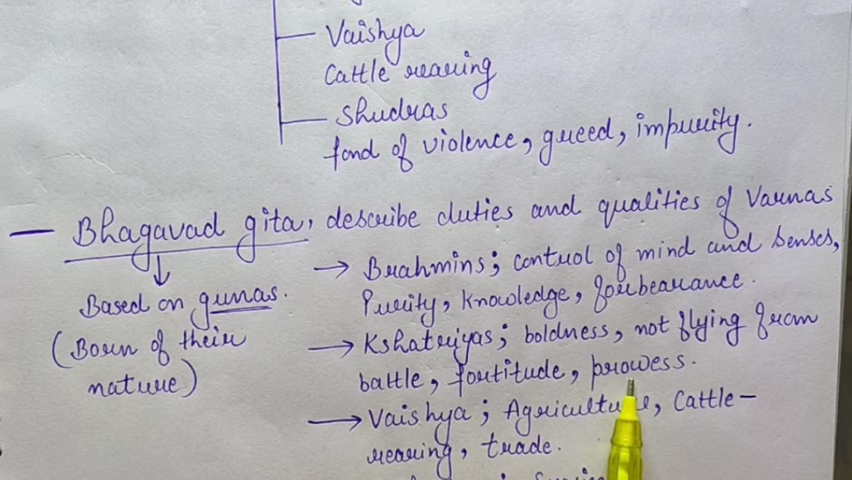 Vaishya
Cattle rearing
Shudras
fond of violence, greed, impurity.
— Bhagavad gita, describe duties and qualities of Varnas
↓
Based on gunas.
(Born of their
nature)
→ Brahmins; control of mind and senses,
Purity, knowledge, forbearance.
→ Kshatriyas; boldness, not flying from
battle, fortitude, prowess.
→ Vaishya; Agriculture, Cattle-
rearing, trade.